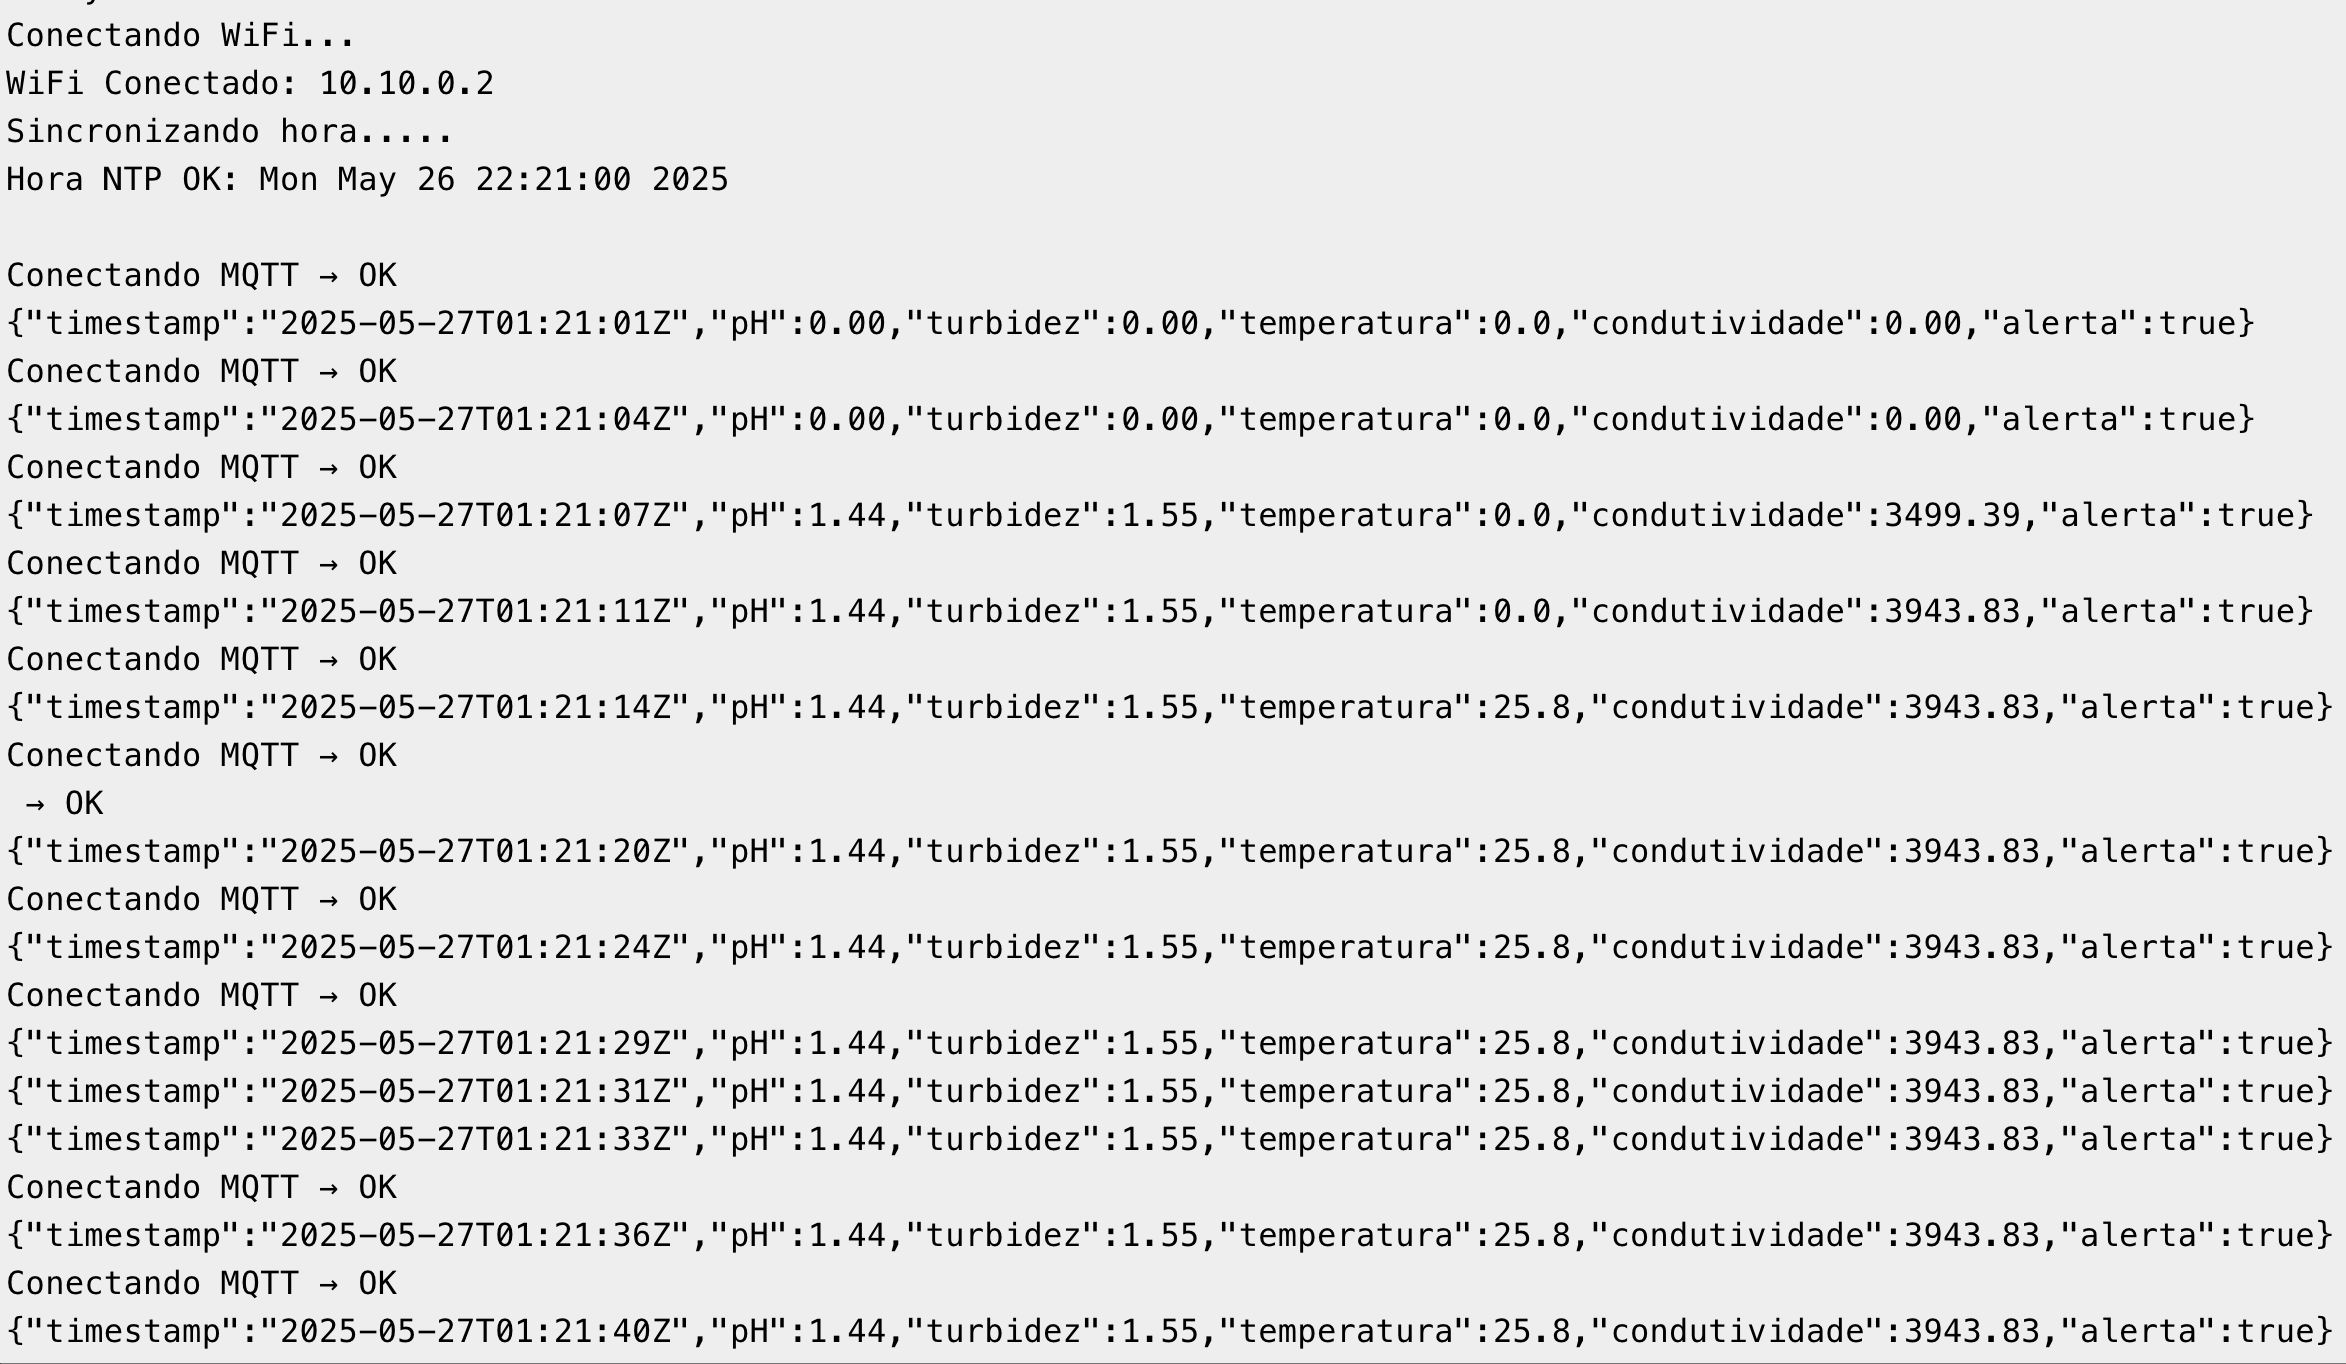 Conectando WiFi...
WiFi Conectado: 10.10.0.2
Sincronizando hora.....
Hora NTP OK: Mon May 26 22:21:00 2025
Conectando MQTT → OK
{"timestamp":"2025-05-27T01:21:01Z","pH":0.00,"turbidez":0.00,"temperatura":0.0,"condutividade":0.00,"alerta":true}
Conectando MQTT → OK
{"timestamp":"2025-05-27T01:21:04Z","pH":0.00,"turbidez":0.00,"temperatura":0.0,"condutividade":0.00,"alerta":true}
Conectando MQTT → OK
{"timestamp":"2025-05-27T01:21:07Z","pH":1.44,"turbidez":1.55,"temperatura":0.0,"condutividade":3499.39,"alerta":true}
Conectando MQTT → OK
{"timestamp":"2025-05-27T01:21:11Z","pH":1.44,"turbidez":1.55,"temperatura":0.0,"condutividade":3943.83,"alerta":true}
Conectando MQTT → OK
{"timestamp":"2025-05-27T01:21:14Z","pH":1.44,"turbidez":1.55,"temperatura":25.8,"condutividade":3943.83,"alerta":true}
Conectando MQTT → OK
 → OK
{"timestamp":"2025-05-27T01:21:20Z","pH":1.44,"turbidez":1.55,"temperatura":25.8,"condutividade":3943.83,"alerta":true}
Conectando MQTT → OK
{"timestamp":"2025-05-27T01:21:24Z","pH":1.44,"turbidez":1.55,"temperatura":25.8,"condutividade":3943.83,"alerta":true}
Conectando MQTT → OK
{"timestamp":"2025-05-27T01:21:29Z","pH":1.44,"turbidez":1.55,"temperatura":25.8,"condutividade":3943.83,"alerta":true}
{"timestamp":"2025-05-27T01:21:31Z","pH":1.44,"turbidez":1.55,"temperatura":25.8,"condutividade":3943.83,"alerta":true}
{"timestamp":"2025-05-27T01:21:33Z","pH":1.44,"turbidez":1.55,"temperatura":25.8,"condutividade":3943.83,"alerta":true}
Conectando MQTT → OK
{"timestamp":"2025-05-27T01:21:36Z","pH":1.44,"turbidez":1.55,"temperatura":25.8,"condutividade":3943.83,"alerta":true}
Conectando MQTT → OK
{"timestamp":"2025-05-27T01:21:40Z","pH":1.44,"turbidez":1.55,"temperatura":25.8,"condutividade":3943.83,"alerta":true}